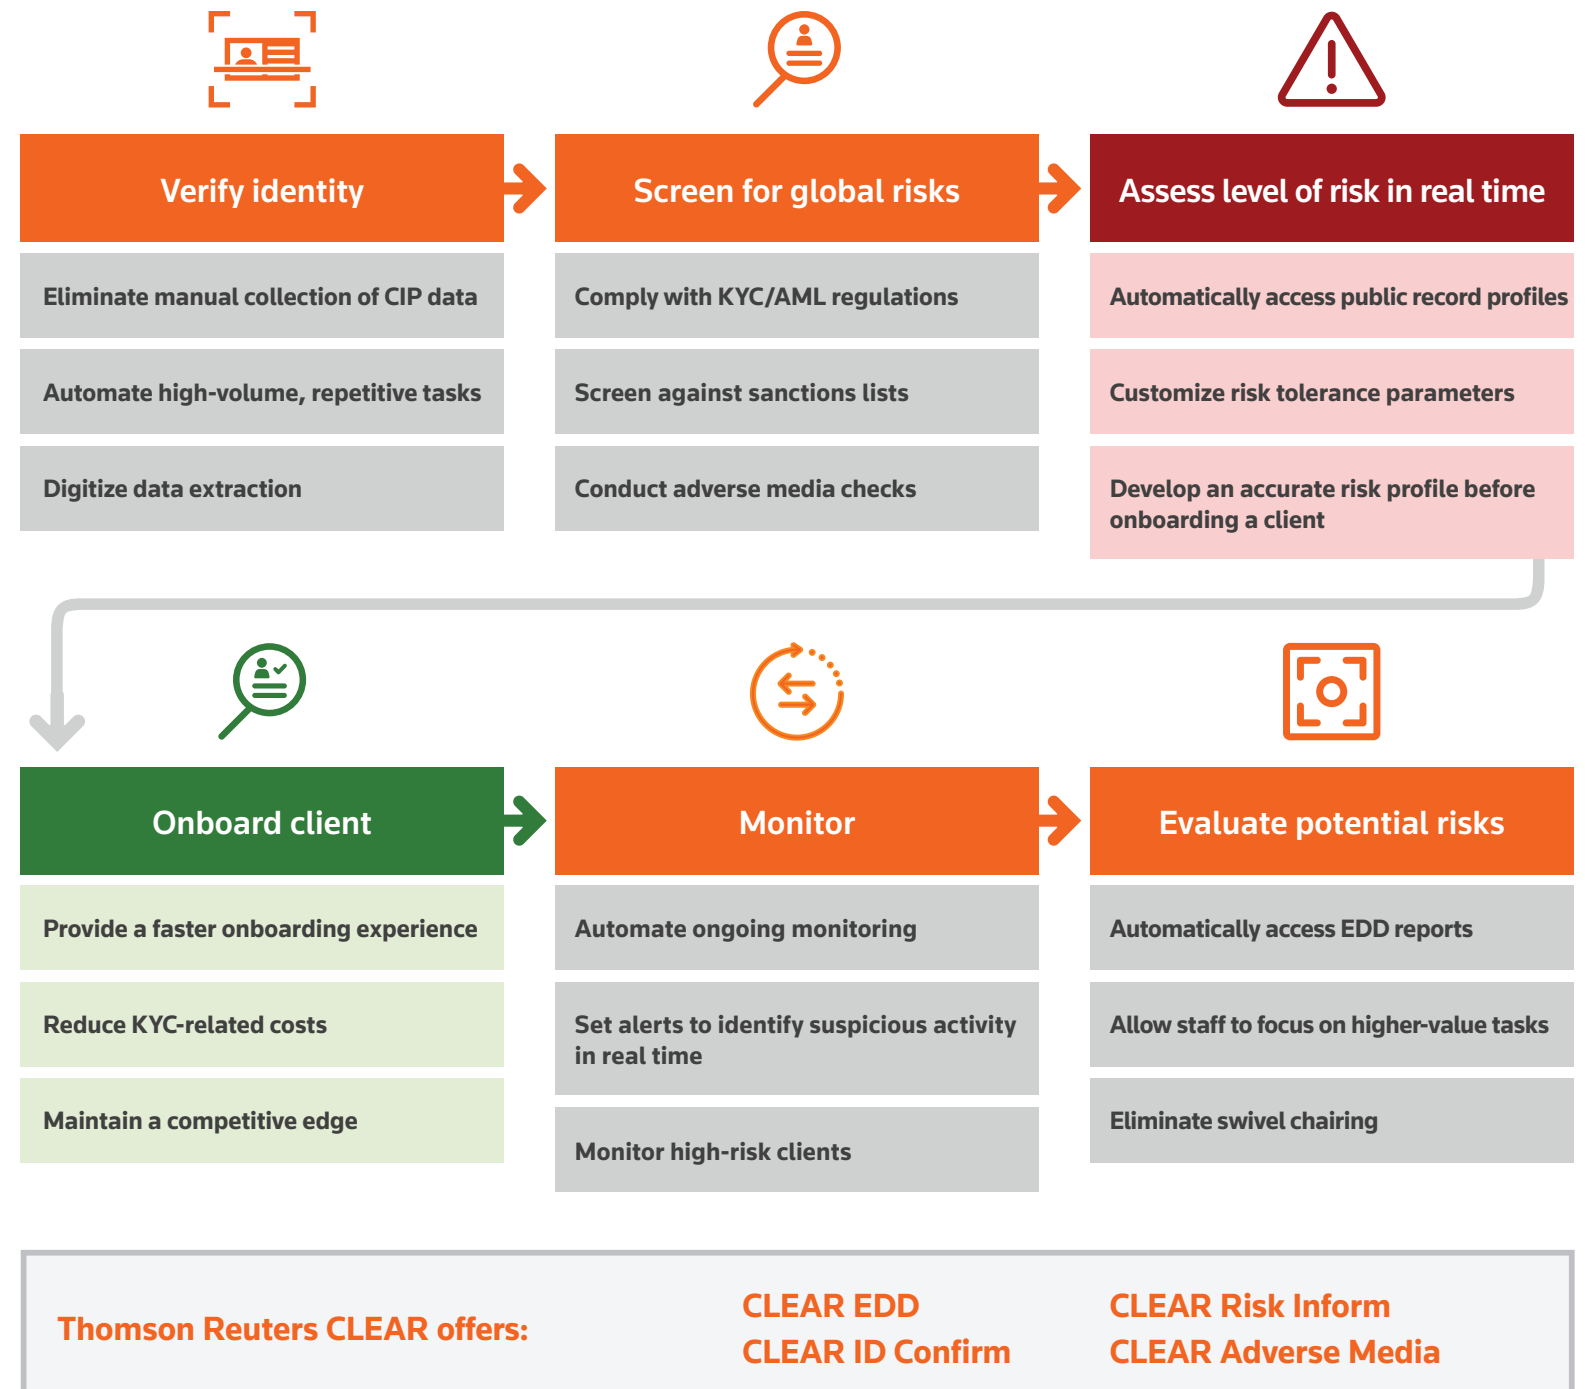 Verify identity
Screen for global risks
Assess level of risk in real time
Eliminate manual collection of CIP data
Automate high-volume, repetitive tasks
Digitize data extraction
Comply with KYC/AML regulations
Screen against sanctions lists
Conduct adverse media checks
Automatically access public record profiles
Customize risk tolerance parameters
Develop an accurate risk profile before
onboarding a client
Onboard client
Monitor
Evaluate potential risks
Provide a faster onboarding experience
Reduce KYC-related costs
Maintain a competitive edge
Automate ongoing monitoring
Set alerts to identify suspicious activity
in real time
Monitor high-risk clients
Automatically access EDD reports
Allow staff to focus on higher-value tasks
Eliminate swivel chairing
Thomson Reuters CLEAR offers:
CLEAR EDD
CLEAR ID Confirm
CLEAR Risk Inform
CLEAR Adverse Media